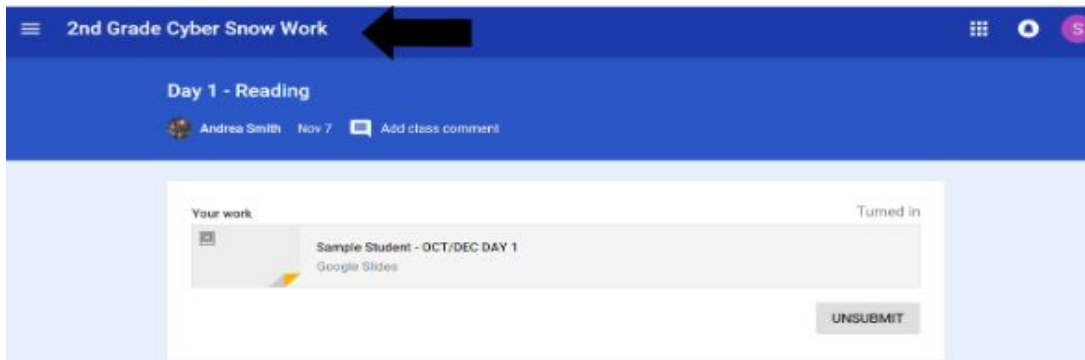 2nd Grade Cyber Snow Work
S
Day 1 - Reading
Andrea Smith Nov 7 Add class comment
Your work
Turned in
Sample Student - OCT/DEC DAY 1
Google Slides
UNSUBMIT